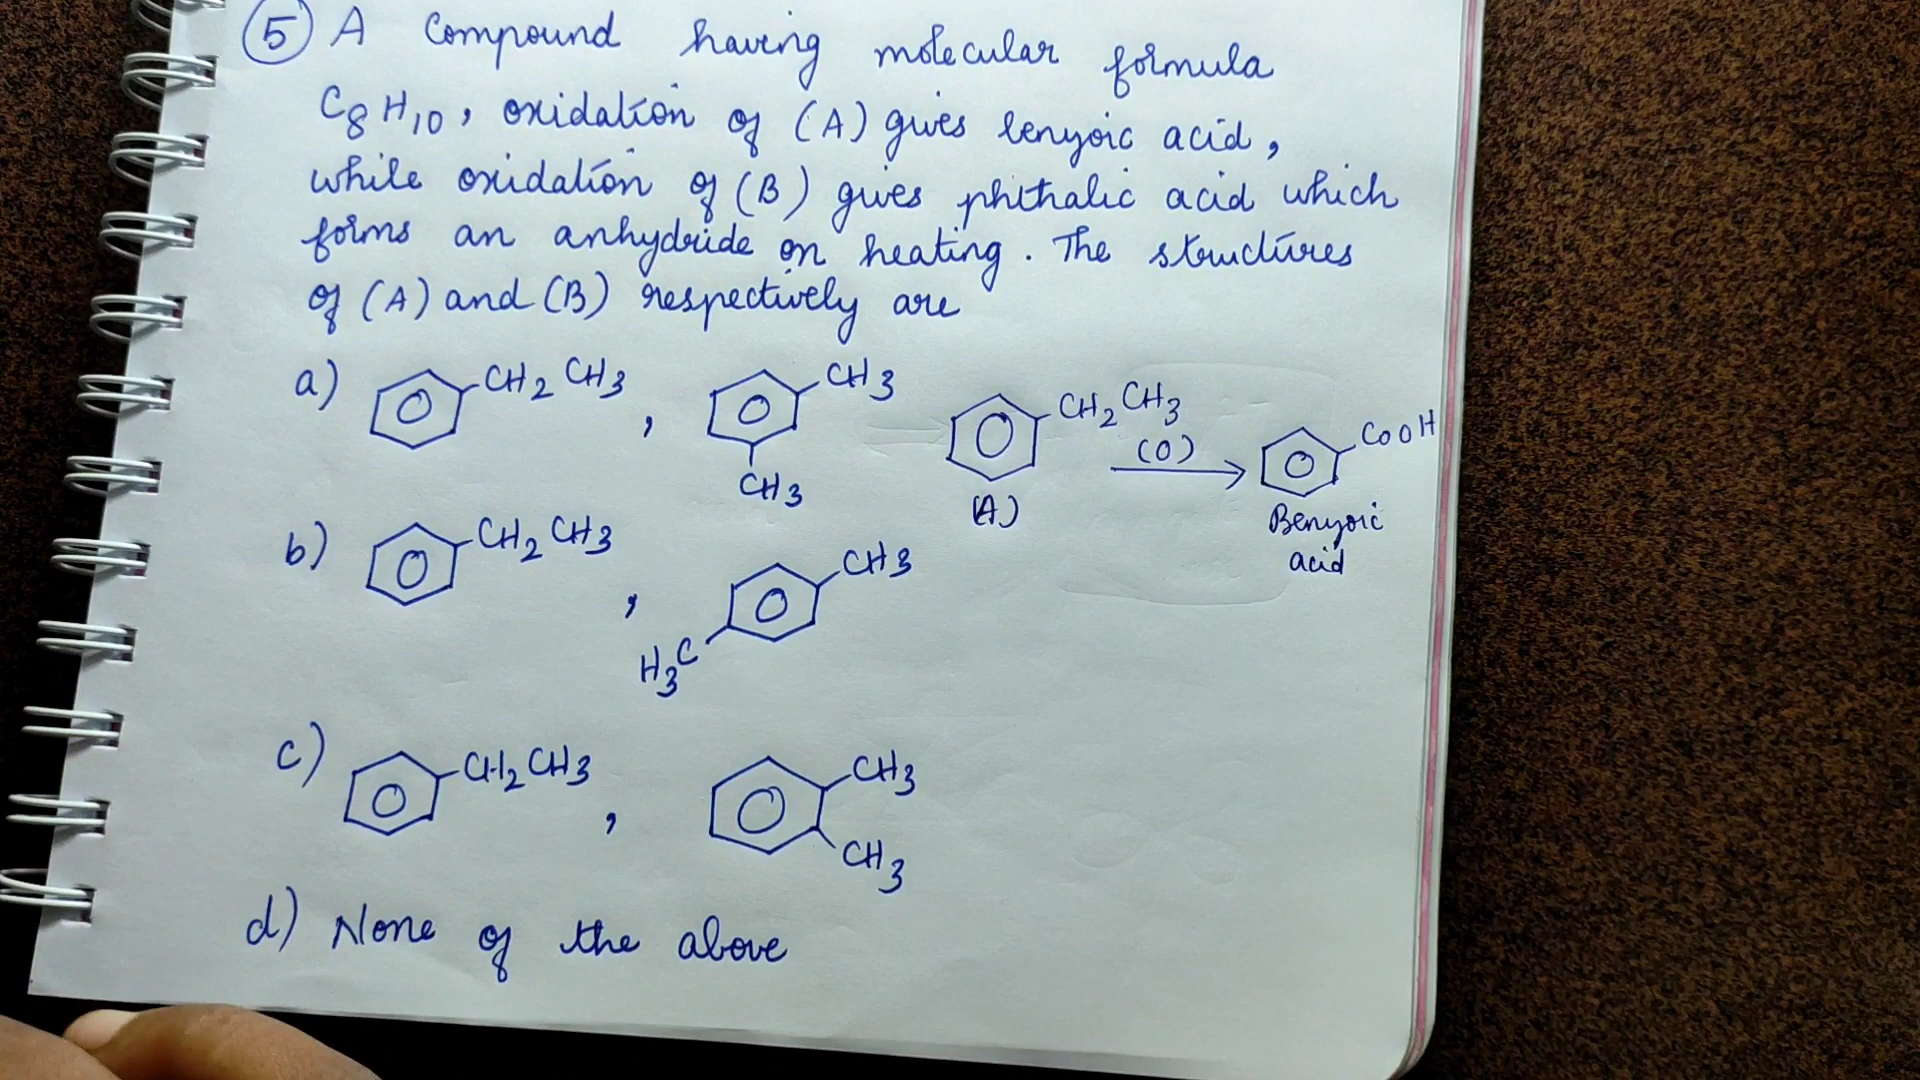 5 A Compound having molecular formula
C8H10, oxidation of (A) gives benyoic acid,
while oxidation of (B) gives phthalic acid which
forms an anhydride on heating. The structures
of (A) and (B) respectively are
a) CH2CH3 , CH3
CH3
CH2CH3
(O)
COOH
(A)
Benyoic
acid
b) CH2CH3 , CH3
H3C
c) CH2CH3 , CH3
CH3
d) None of the above